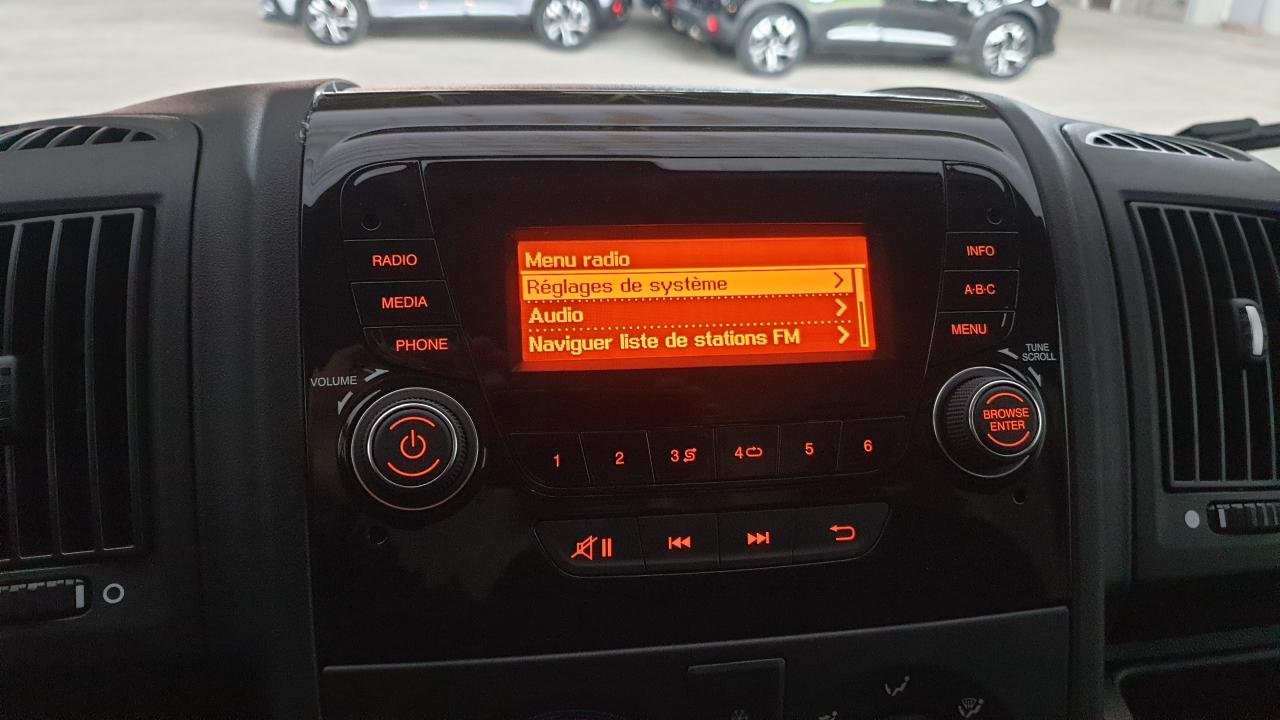 RADIO
MEDIA
PHONE
VOLUME
Menu radio
Réglages de système
Audio
Naviguer liste de stations FM
INFO
A·B·C
MENU
TUNE
SCROLL
BROWSE
ENTER
1 2 3 4 5 6